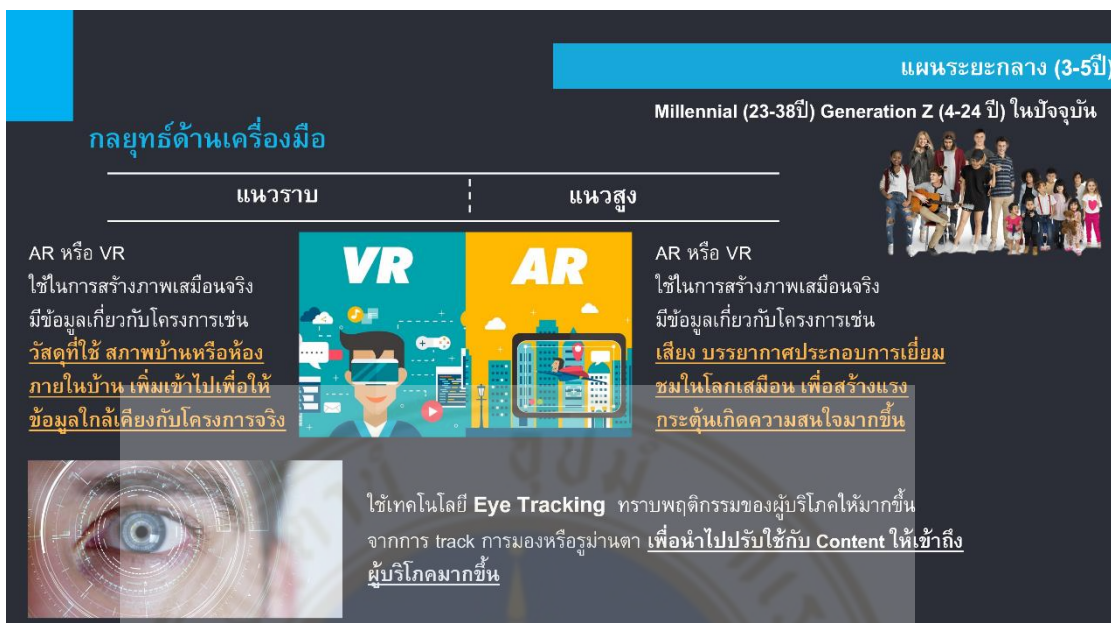 แผนระยะกลาง (3-5ปี)
Millennial (23-38ปี) Generation Z (4-24 ปี) ในปัจจุบัน
กลยุทธ์ด้านเครื่องมือ
แนวราบ
แนวสูง
AR หรือ VR
ใช้ในการสร้างภาพเสมือนจริง
มีข้อมูลเกี่ยวกับโครงการเช่น
วัสดุที่ใช้ สภาพบ้านหรือห้อง
ภายในบ้าน เพิ่มเข้าไปเพื่อให้
ข้อมูลใกล้เคียงกับโครงการจริง
VR
AR
AR หรือ VR
ใช้ในการสร้างภาพเสมือนจริง
มีข้อมูลเกี่ยวกับโครงการเช่น
เสียง บรรยากาศประกอบการเยี่ยม
ชมในโลกเสมือน เพื่อสร้างแรง
กระตุ้นเกิดความสนใจมากขึ้น
ใช้เทคโนโลยี Eye Tracking ทราบพฤติกรรมของผู้บริโภคให้มากขึ้น
จากการ track การมองหรือรูม่านตา เพื่อนำไปปรับใช้กับ Content ให้เข้าถึง
ผู้บริโภคมากขึ้น